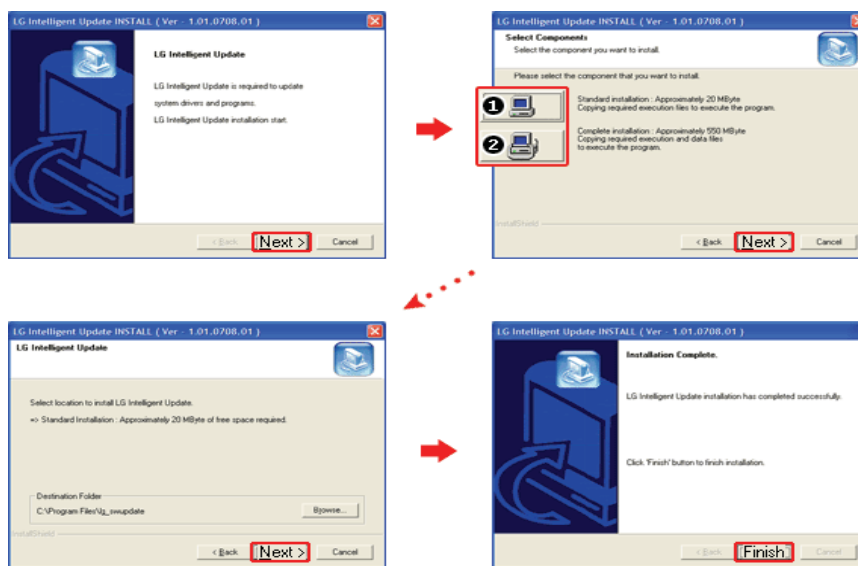 LG Intelligent Update INSTALL ( Ver - 1.01.0708.01 )
LG Intelligent Update
LG Intelligent Update is required to update
system drivers and programs.
LG Intelligent Update installation start.
< Back
Next >
Cancel
LG Intelligent Update INSTALL ( Ver - 1.01.0708.01 )
Select Components
Select the component you want to install.
Please select the component that you want to install.
1
Standard installation : Approximately 20 MByte
Copying required execution files to execute the program.
2
Complete installation : Approximately 550 MByte
Copying required execution and data files
to execute the program.
InstallShield
< Back
Next >
Cancel
LG Intelligent Update INSTALL ( Ver - 1.01.0708.01 )
LG Intelligent Update
Select location to install LG Intelligent Update.
=> Standard Installation : Approximately 20 MByte of free space required.
Destination Folder
C:\Program Files\lg_swupdate
Browse...
InstallShield
< Back
Next >
Cancel
LG Intelligent Update INSTALL ( Ver - 1.01.0708.01 )
Installation Complete.
LG Intelligent Update installation has completed successfully.
Click 'Finish' button to finish installation.
< Back
Finish
Cancel